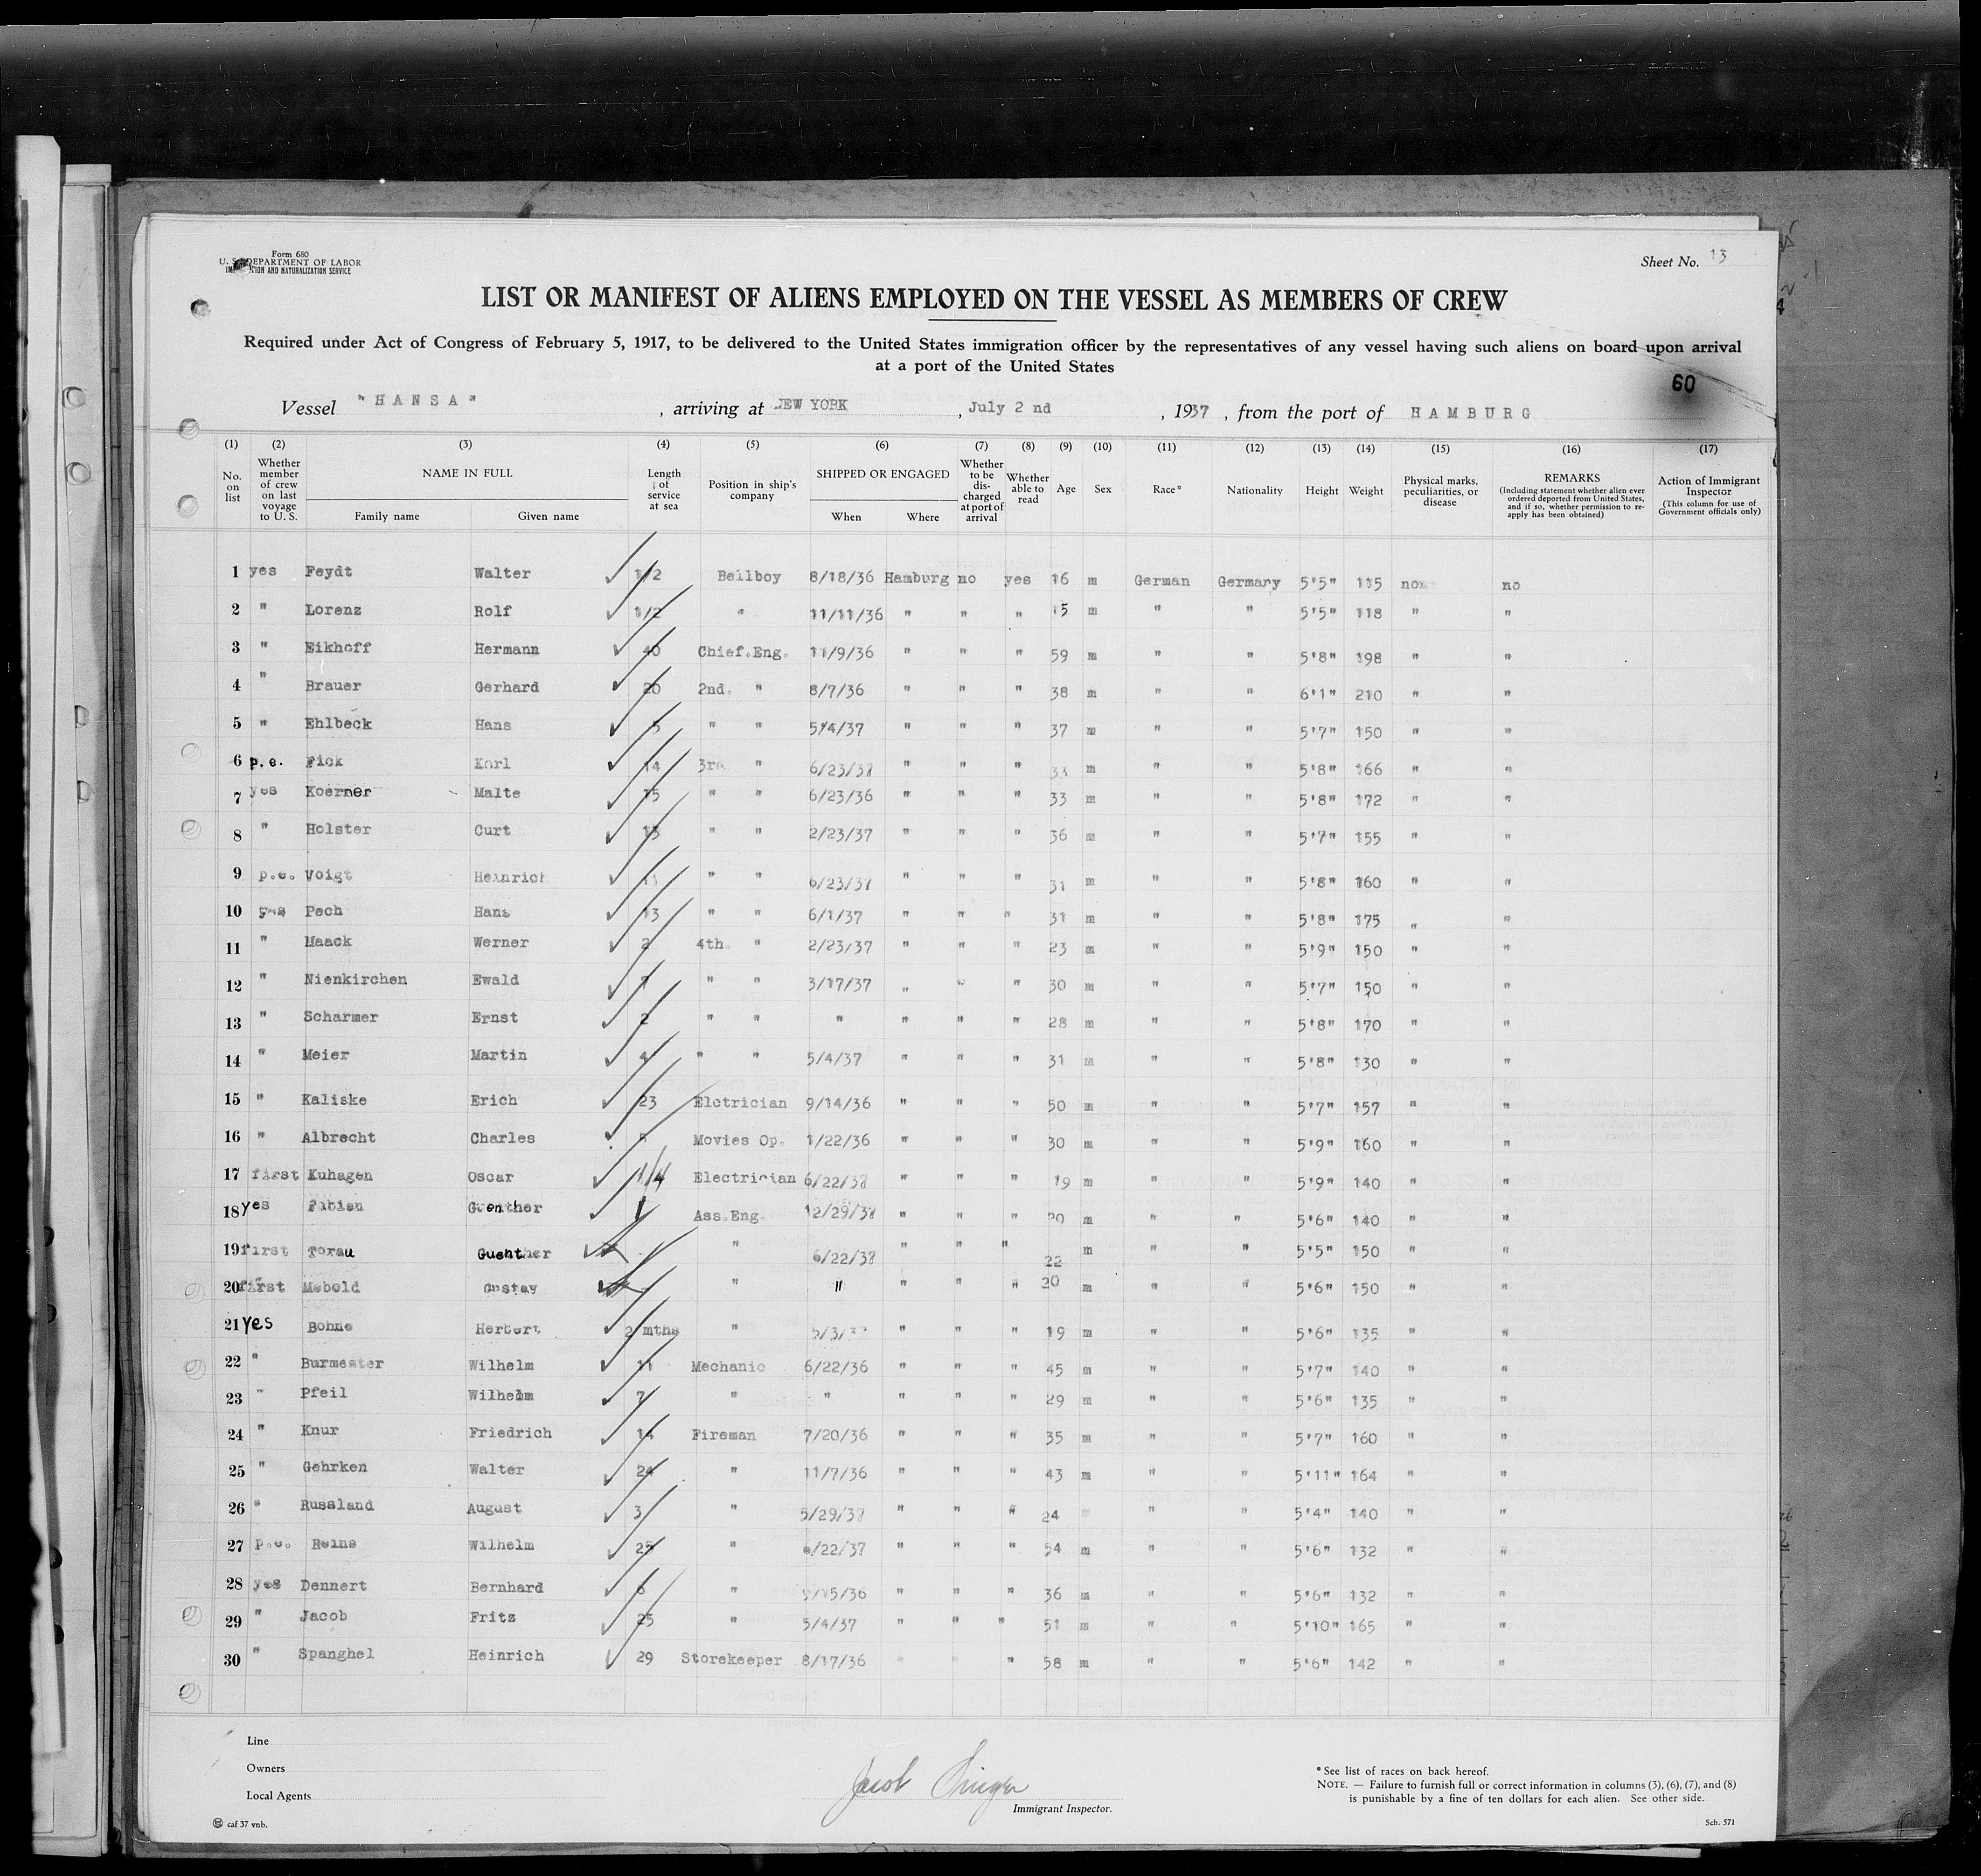 Form 680
U. S. DEPARTMENT OF LABOR
IMMIGRATION AND NATURALIZATION SERVICE
Sheet No. 13
LIST OR MANIFEST OF ALIENS EMPLOYED ON THE VESSEL AS MEMBERS OF CREW
Required under Act of Congress of February 5, 1917, to be delivered to the United States immigration officer by the representatives of any vessel having such aliens on board upon arrival
at a port of the United States
60
Vessel "HANSA" , arriving at NEW YORK , July 2 nd , 1937 , from the port of HAMBURG
(1) (2) (3) (4) (5) (6) (7) (8) (9) (10) (11) (12) (13) (14) (15) (16) (17)
No. on list
Whether member of crew on last voyage to U. S.
NAME IN FULL
Family name Given name
Length of service at sea
Position in ship's company
SHIPPED OR ENGAGED
When Where
Whether to be discharged at port of arrival
Whether able to read
Age Sex Race* Nationality Height Weight
Physical marks, peculiarities, or disease
REMARKS
(Including statement whether alien ever ordered deported from United States, and if so, whether permission to re-apply has been obtained)
Action of Immigrant Inspector
(This column for use of Government officials only)
1 yes Feydt Walter 1/2 Bellboy 8/18/36 Hamburg no yes 16 m German Germany 5'5" 115 no no
2 " Lorenz Rolf 1/2 " 11/11/36 " " " 15 m " " 5'5" 118 " "
3 " Eikhoff Hermann 40 Chief.Eng. 11/9/36 " " " 59 m " " 5'8" 198 " "
4 " Brauer Gerhard 20 2nd. " 8/7/36 " " " 38 m " " 6'1" 210 " "
5 " Ehlbeck Hans 5 " " 5/4/37 " " " 37 m " " 5'7" 150 " "
6 p.e. Fick Karl 14 3rd " 6/23/37 " " " 33 m " " 5'8" 166 " "
7 yes Koerner Malte 15 " " 6/23/36 " " " 33 m " " 5'8" 172 " "
8 " Holster Curt 13 " " 2/23/37 " " " 36 m " " 5'7" 155 " "
9 p.e. Voigt Heinrich " " 6/23/37 " " " 31 m " " 5'8" 160 " "
10 yes Pech Hans 13 " " 6/1/37 " " " 31 m " " 5'8" 175 " "
11 " Maack Werner 2 4th. " 2/23/37 " " " 23 m " " 5'9" 150 " "
12 " Nienkirchen Ewald 7 " " 3/17/37 " " " 30 m " " 5'7" 150 " "
13 " Scharmer Ernst 2 " " " " " " 28 m " " 5'8" 170 " "
14 " Meier Martin 4 " " 5/4/37 " " " 31 m " " 5'8" 130 " "
15 " Kaliske Erich 23 Elctrician 9/14/36 " " " 50 m " " 5'7" 157 " "
16 " Albrecht Charles Movies Op. 1/22/36 " " " 30 m " " 5'9" 160 " "
17 first Kuhagen Oscar 1/4 Electrician 6/22/37 " " " 19 m " " 5'9" 140 " "
18 yes Fabian Guenther 1 Ass.Eng. 12/29/37 " " " 20 m " " 5'6" 140 " "
19 first Torau Guenther " 6/22/37 " " " 22 m " " 5'5" 150 " "
20 first Mebold Gustav " " " " " 20 m " " 5'6" 150 " "
21 yes Bohne Herbert 2 mths " 5/3/37 " " " 19 m " " 5'6" 135 " "
22 " Burmester Wilhelm 11 Mechanic 6/22/36 " " " 45 m " " 5'7" 140 " "
23 " Pfeil Wilhelm 7 " " " " " 29 m " " 5'6" 135 " "
24 " Knur Friedrich 14 Fireman 7/20/36 " " " 35 m " " 5'7" 160 " "
25 " Gehrken Walter 24 " 11/7/36 " " " 43 m " " 5'11" 164 " "
26 " Russland August 3 " 5/29/37 " " " 24 " " 5'4" 140 " "
27 p.e. Heins Wilhelm 25 " 6/22/37 " " " 54 m " " 5'6" 132 " "
28 yes Dennert Bernhard 6 " " " " 36 m " " 5'6" 132 " "
29 " Jacob Fritz 25 " 5/4/37 " " " 51 m " " 5'10" 165 " "
30 " Spanghel Heinrich 29 Storekeeper 8/17/36 " " " 58 m " " 5'6" 142 " "
Line
Owners
Local Agents
Jacob Singer
Immigrant Inspector.
* See list of races on back hereof.
NOTE. — Failure to furnish full or correct information in columns (3), (6), (7), and (8)
is punishable by a fine of ten dollars for each alien. See other side.
caf 37 vnb.
Sch. 571